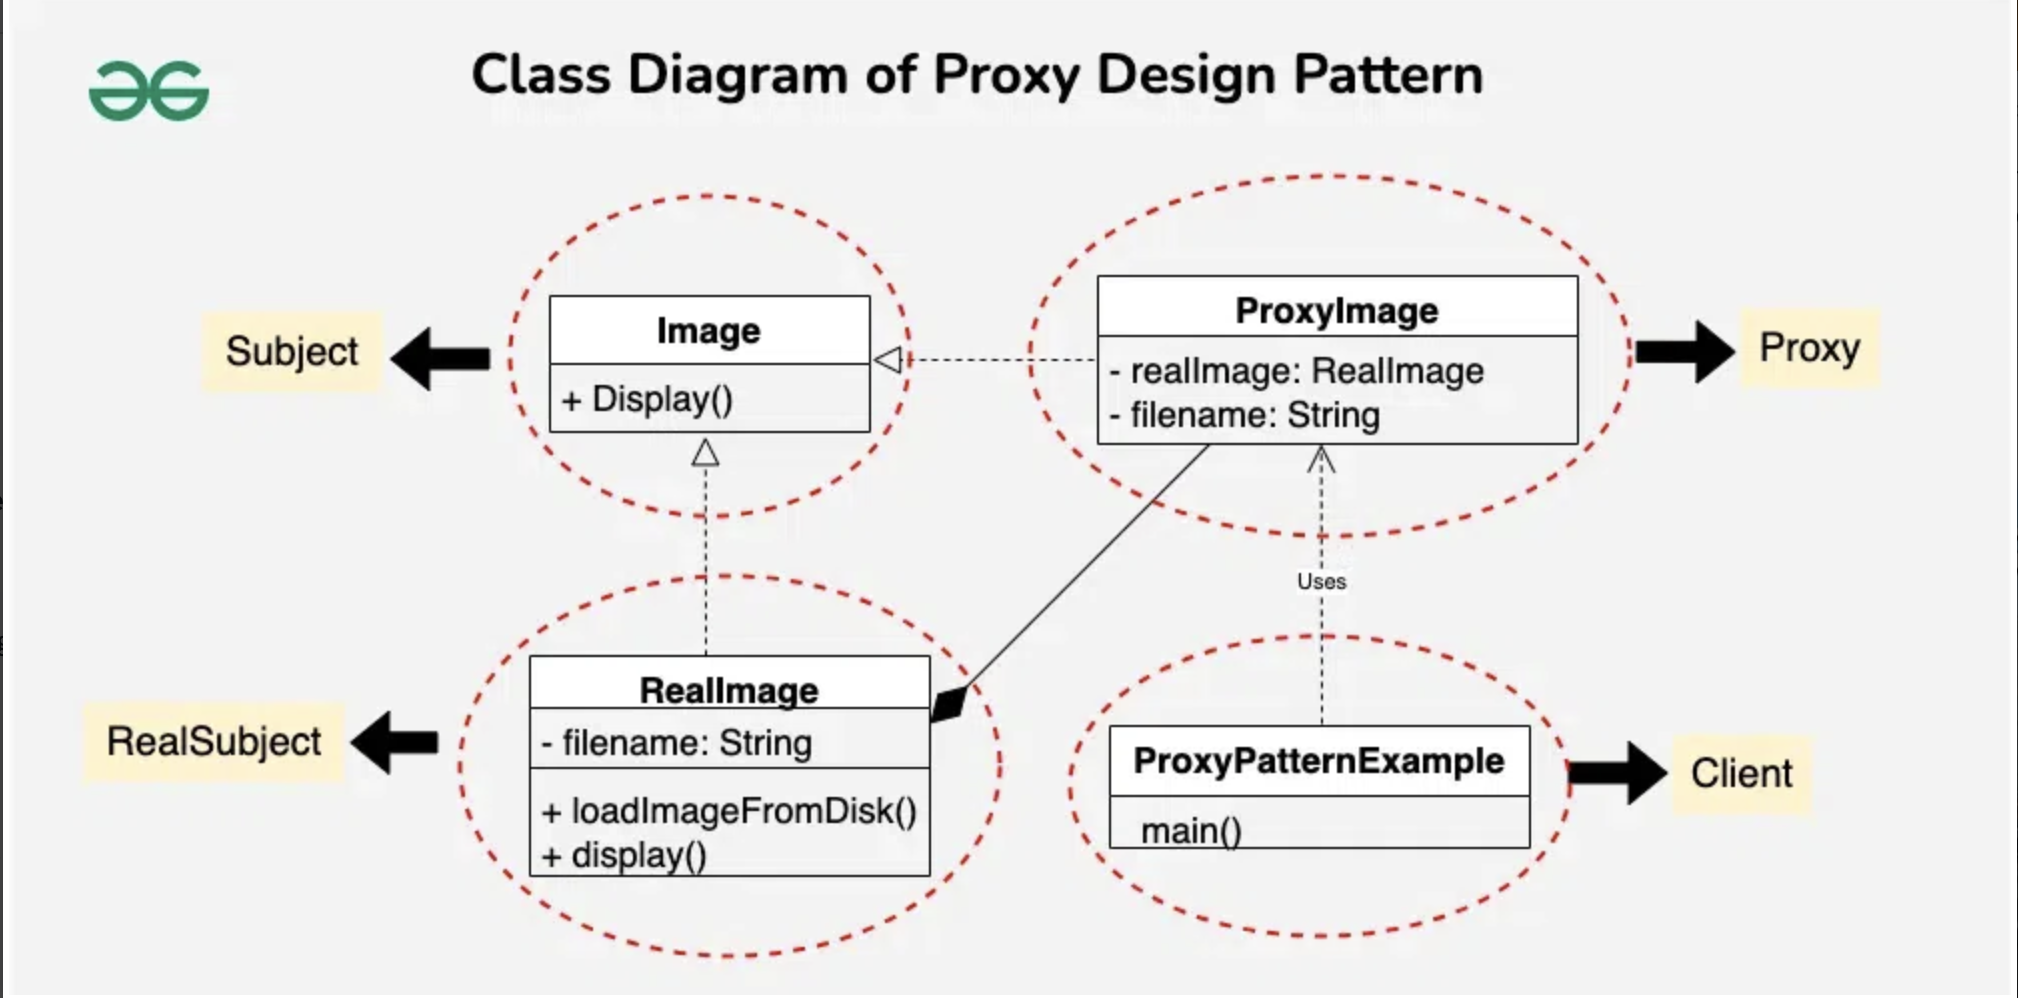 Class Diagram of Proxy Design Pattern
Subject
Image
+ Display()
ProxyImage
- realImage: RealImage
- filename: String
Proxy
Uses
RealSubject
RealImage
- filename: String
+ loadImageFromDisk()
+ display()
ProxyPatternExample
main()
Client